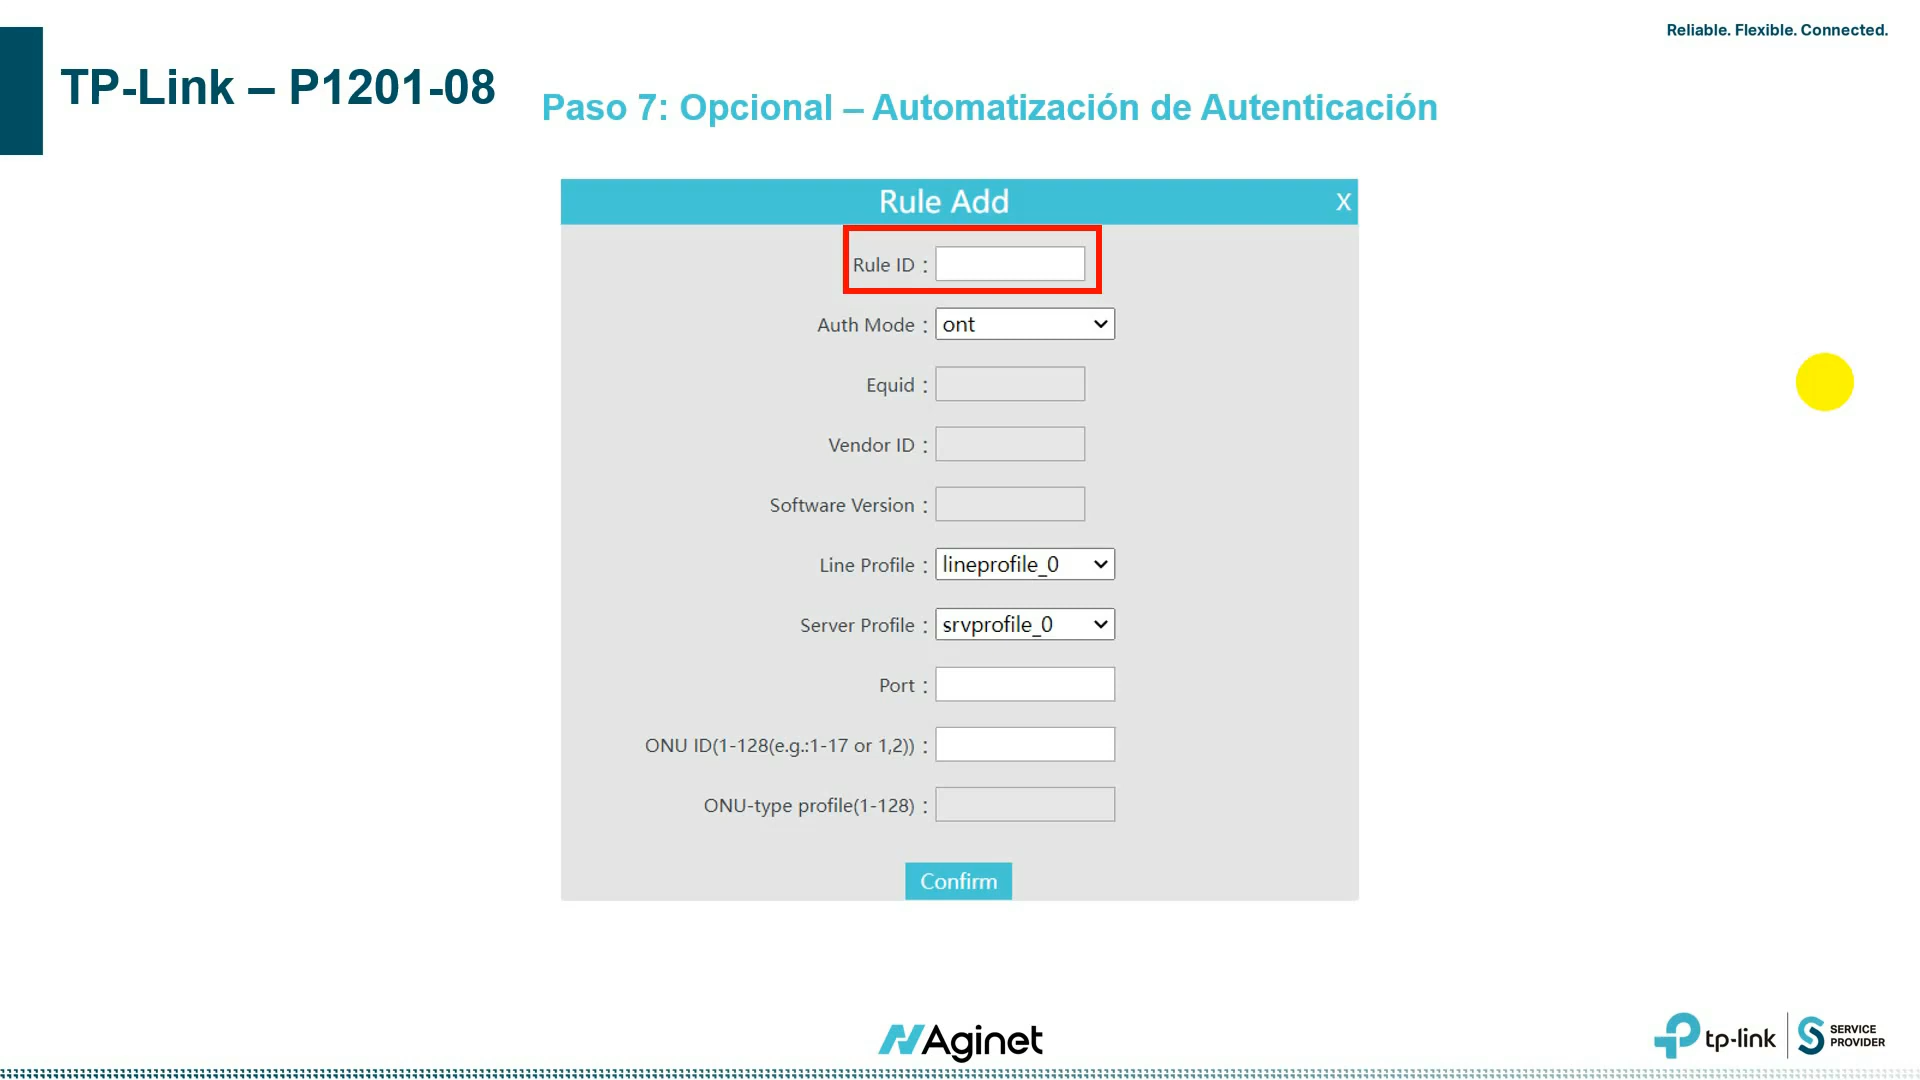 Reliable. Flexible. Connected.
TP-Link – P1201-08
Paso 7: Opcional – Automatización de Autenticación
Rule Add X
Rule ID :
Auth Mode : ont
Equid :
Vendor ID :
Software Version :
Line Profile : lineprofile_0
Server Profile : srvprofile_0
Port :
ONU ID(1-128(e.g.:1-17 or 1,2)) :
ONU-type profile(1-128) :
Confirm
Aginet
tp-link
SERVICE
PROVIDER